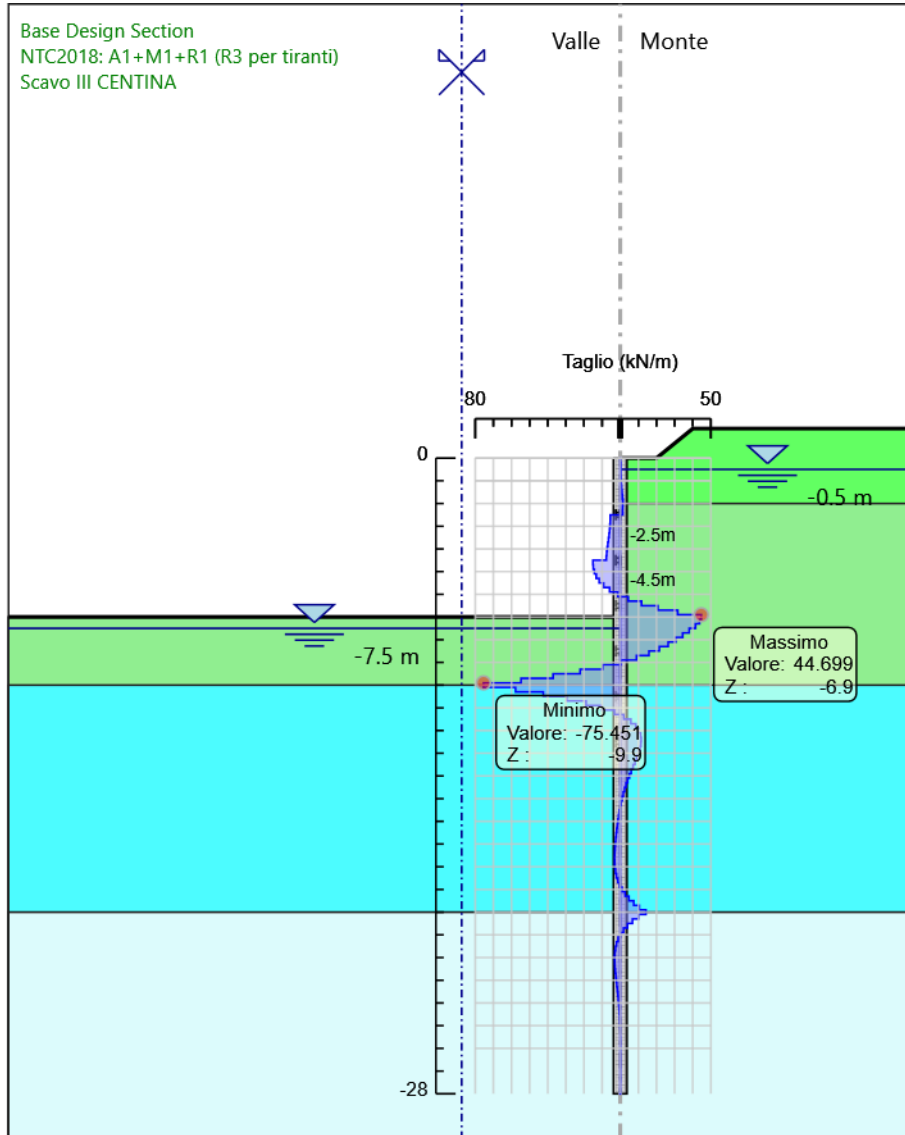 Base Design Section
NTC2018: A1+M1+R1 (R3 per tiranti)
Scavo III CENTINA
Valle Monte
Taglio (kN/m)
80 50
0
-0.5 m
-2.5m
-4.5m
-7.5 m
Massimo
Valore: 44.699
Z : -6.9
Minimo
Valore: -75.451
Z : -9.9
-28